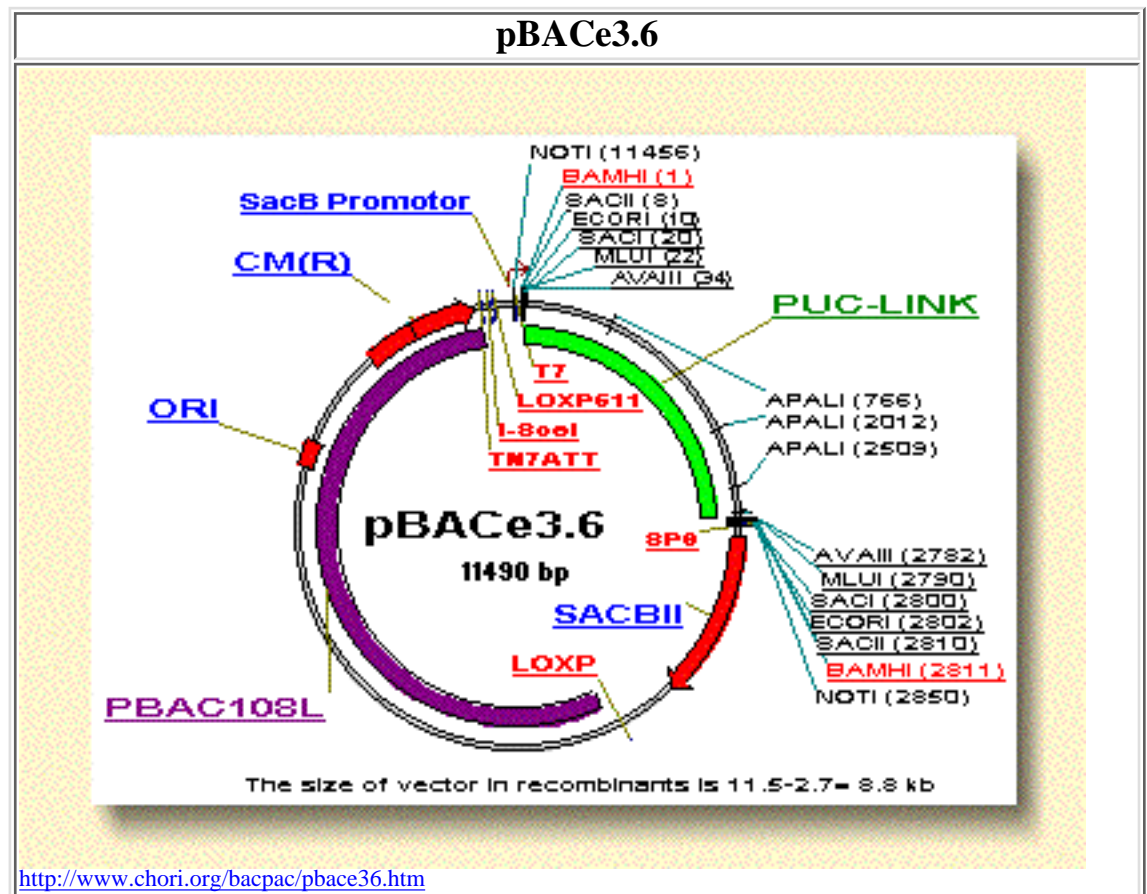 pBACe3.6
NOTI (11456)
BAMHI (1)
SACII (8)
ECORI (10)
SACI (20)
MLUI (22)
AVAIII (34)
SacB Promotor
CM(R)
PUC-LINK
T7
LOXP611
I-SceI
TN7ATT
ORI
APALI (766)
APALI (2012)
APALI (2509)
pBACe3.6
11490 bp
SP6
AVAIII (2782)
MLUI (2790)
SACI (2800)
ECORI (2802)
SACII (2810)
BAMHI (2811)
NOTI (2850)
SACBII
LOXP
PBAC108L
The size of vector in recombinants is 11.5-2.7= 8.8 kb
http://www.chori.org/bacpac/pbace36.htm